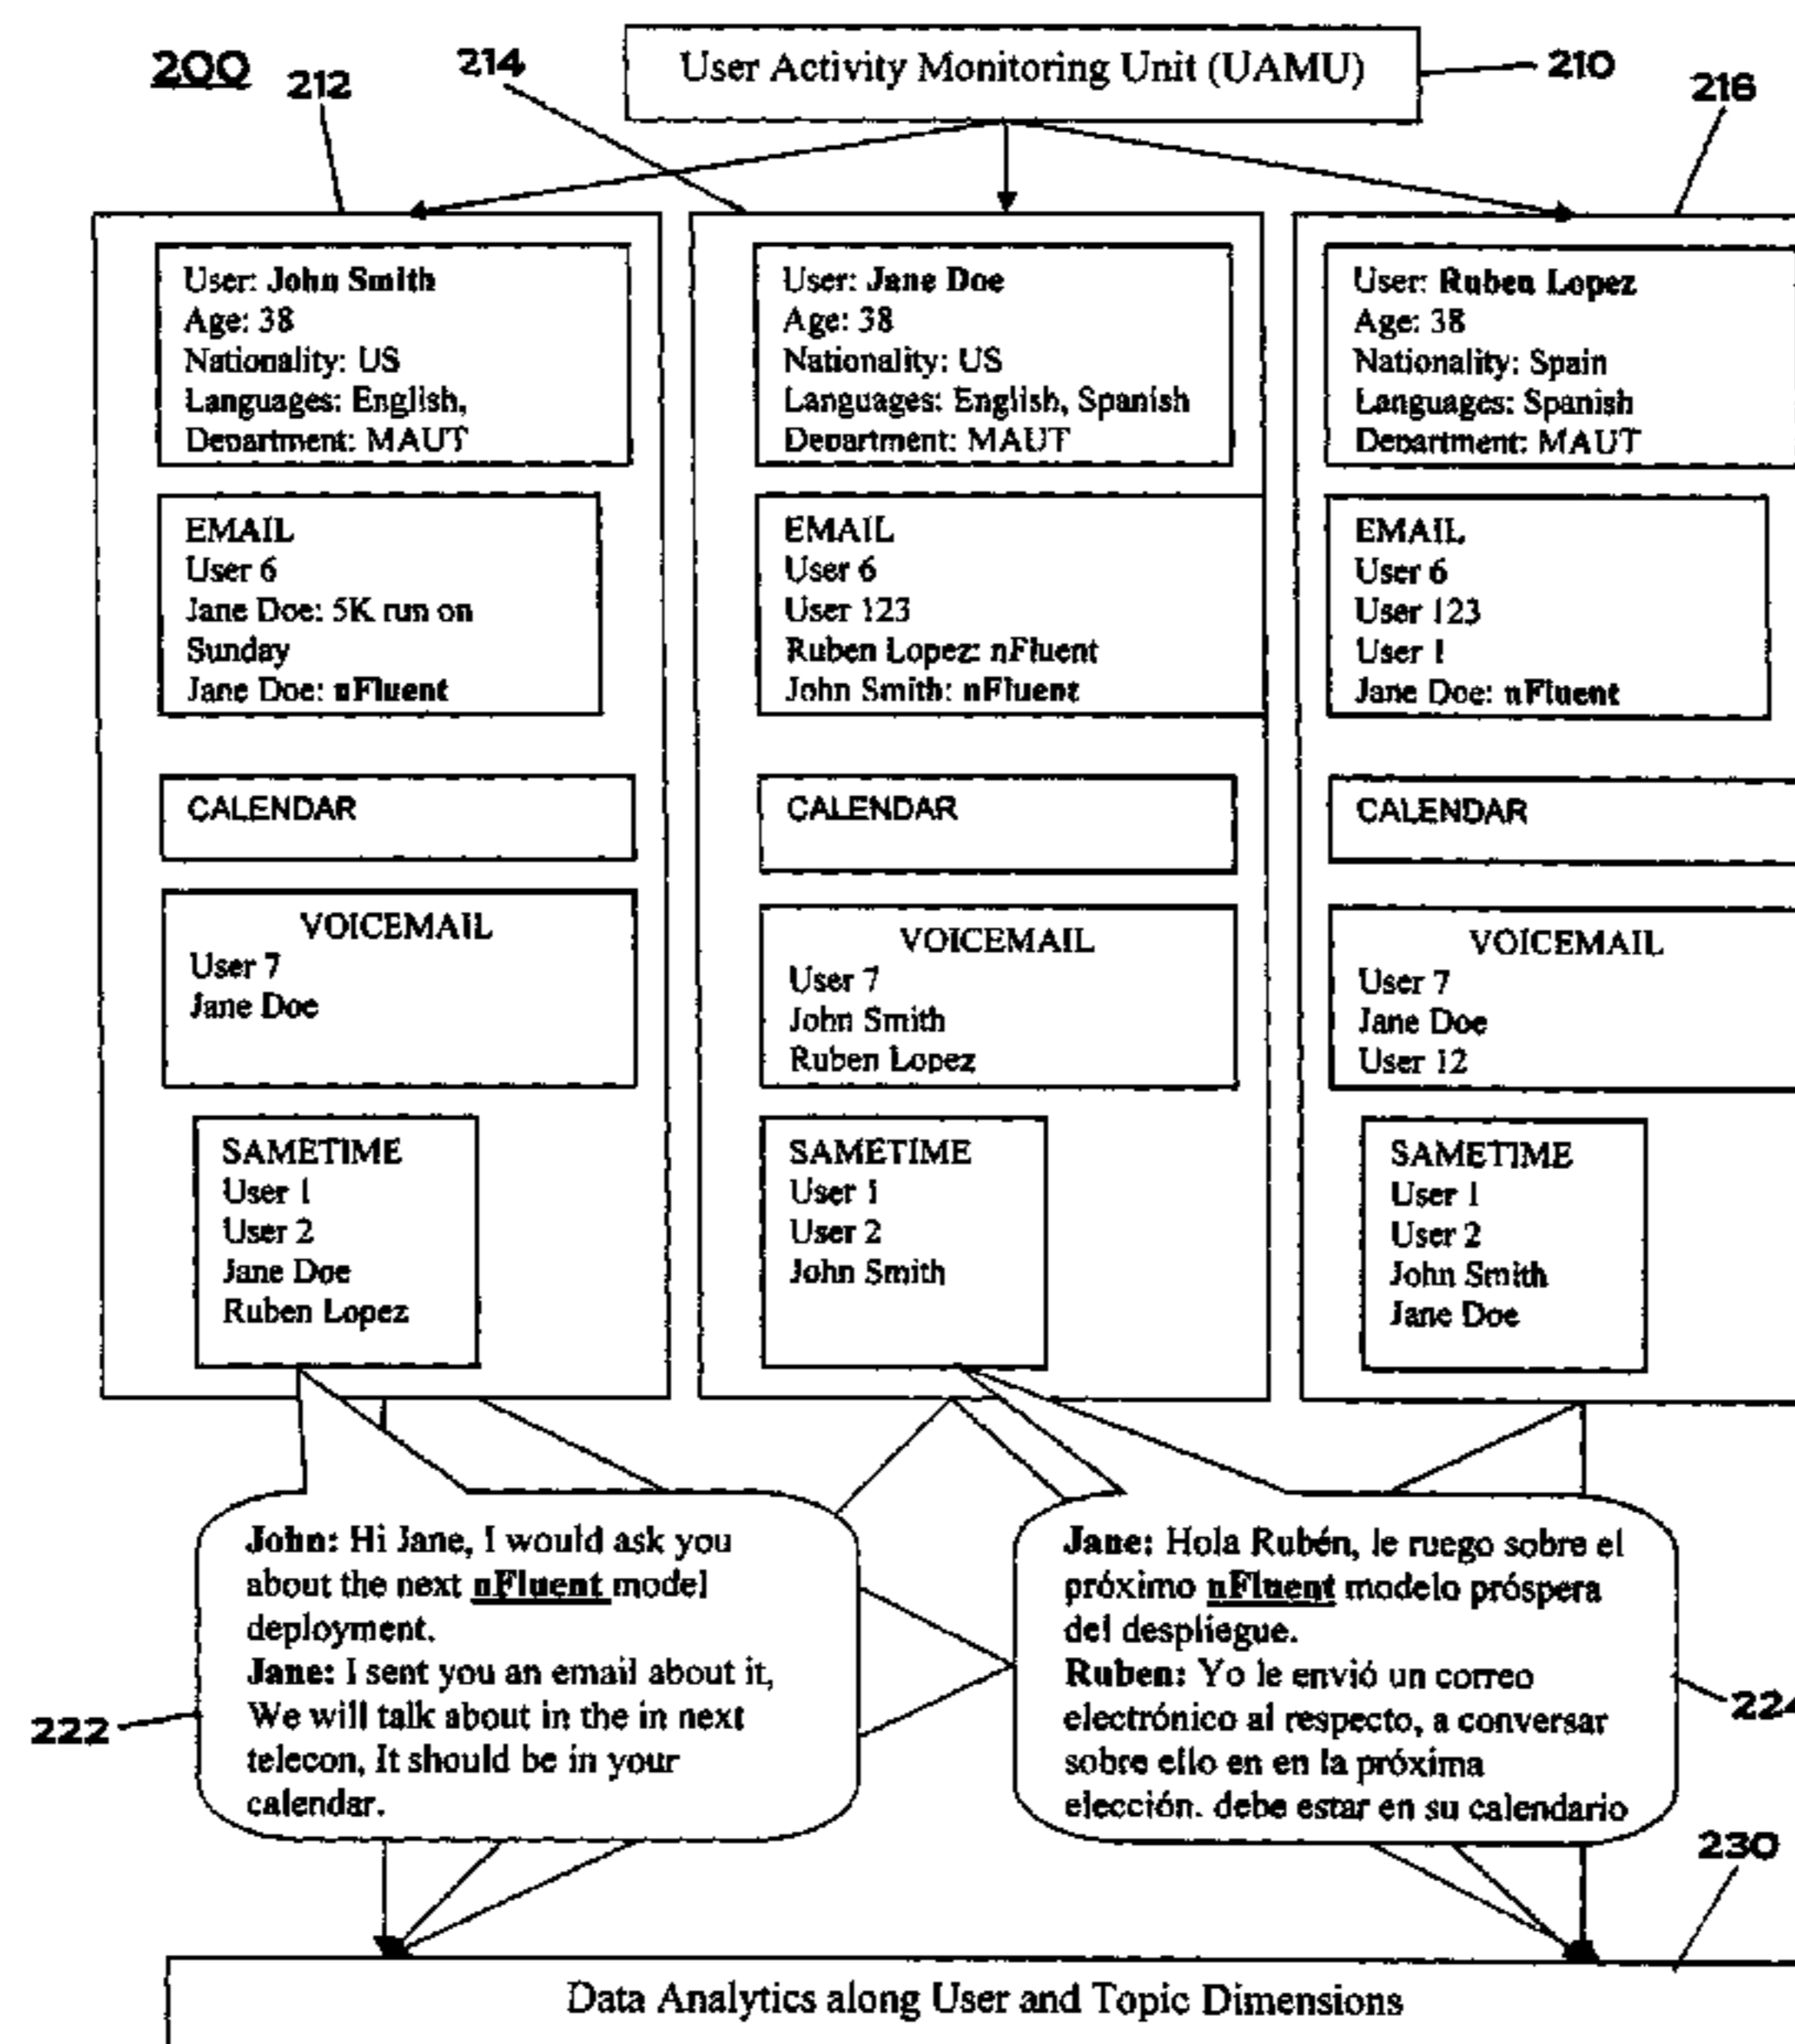 200
212
214
User Activity Monitoring Unit (UAMU)
210
216
User: John Smith
Age: 38
Nationality: US
Languages: English,
Department: MAUT
EMAIL
User 6
Jane Doe: 5K run on
Sunday
Jane Doe: nFluent
CALENDAR
VOICEMAIL
User 7
Jane Doe
SAMETIME
User 1
User 2
Jane Doe
Ruben Lopez
User: Jane Doe
Age: 38
Nationality: US
Languages: English, Spanish
Department: MAUT
EMAIL
User 6
User 123
Ruben Lopez: nFluent
John Smith: nFluent
CALENDAR
VOICEMAIL
User 7
John Smith
Ruben Lopez
SAMETIME
User 1
User 2
John Smith
User: Ruben Lopez
Age: 38
Nationality: Spain
Languages: Spanish
Department: MAUT
EMAIL
User 6
User 123
User 1
Jane Doe: nFluent
CALENDAR
VOICEMAIL
User 7
Jane Doe
User 12
SAMETIME
User 1
User 2
John Smith
Jane Doe
222
John: Hi Jane, I would ask you
about the next nFluent model
deployment.
Jane: I sent you an email about it,
We will talk about in the in next
telecon, It should be in your
calendar.
Jane: Hola Rubén, le ruego sobre el
próximo nFluent modelo próspera
del despliegue.
Ruben: Yo le envió un correo
electrónico al respecto, a conversar
sobre ello en en la próxima
elección. debe estar en su calendario
224
230
Data Analytics along User and Topic Dimensions